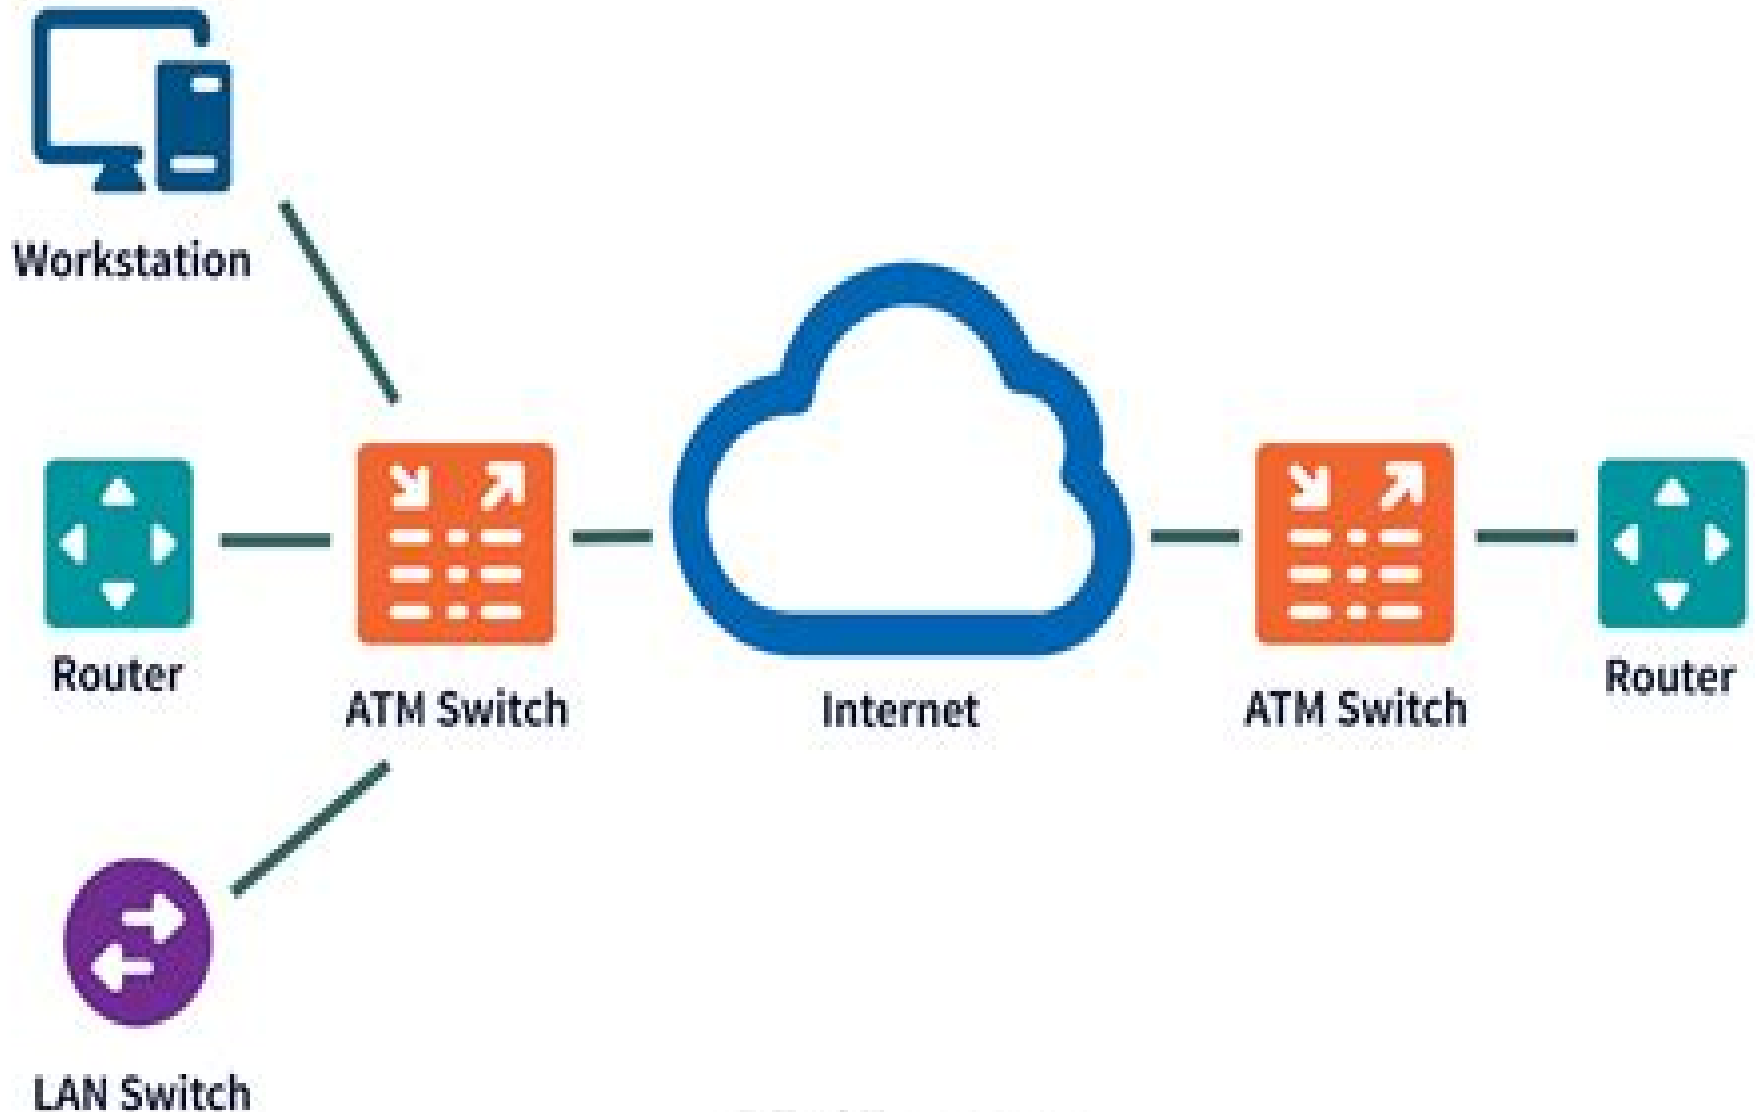 Workstation
Router
ATM Switch
Internet
ATM Switch
Router
LAN Switch